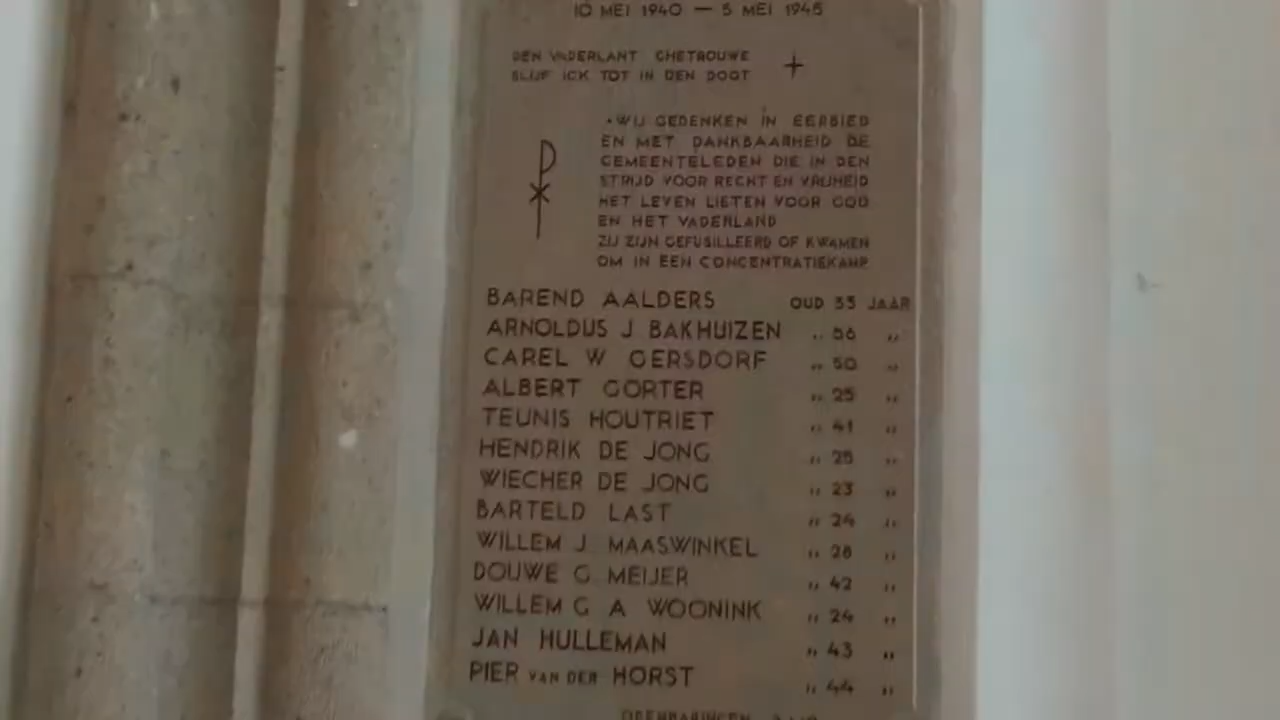 10 MEI 1940 — 5 MEI 1945
DEN VADERLANT GHETROUWE
BLIJF ICK TOT IN DEN DOOT
"WIJ GEDENKEN IN EERBIED
EN MET DANKBAARHEID DE
GEMEENTELEDEN DIE IN DEN
STRIJD VOOR RECHT EN VRIJHEID
HET LEVEN LIETEN VOOR GOD
EN HET VADERLAND
ZIJ ZIJN GEFUSILLEERD OF KWAMEN
OM IN EEN CONCENTRATIEKAMP
BAREND AALDERS OUD 33 JAAR
ARNOLDUS J BAKHUIZEN „ „
CAREL W GERSDORF „ 50 „
ALBERT GORTER „ 25 „
TEUNIS HOUTRIET „ 41 „
HENDRIK DE JONG „ 25 „
WIECHER DE JONG „ 23 „
BARTELD LAST „ 24 „
WILLEM J. MAASWINKEL „ 28 „
DOUWE G. MEIJER „ 42 „
WILLEM G A WOONINK „ 24 „
JAN HULLEMAN „ 43 „
PIER VAN DER HORST „ 44 „